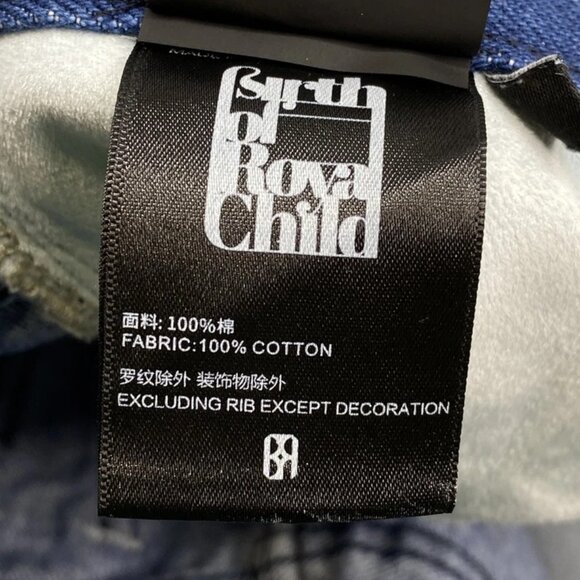 Byrth
of
Roya
Child
面料: 100%棉
FABRIC:100% COTTON
罗纹除外 装饰物除外
EXCLUDING RIB EXCEPT DECORATION